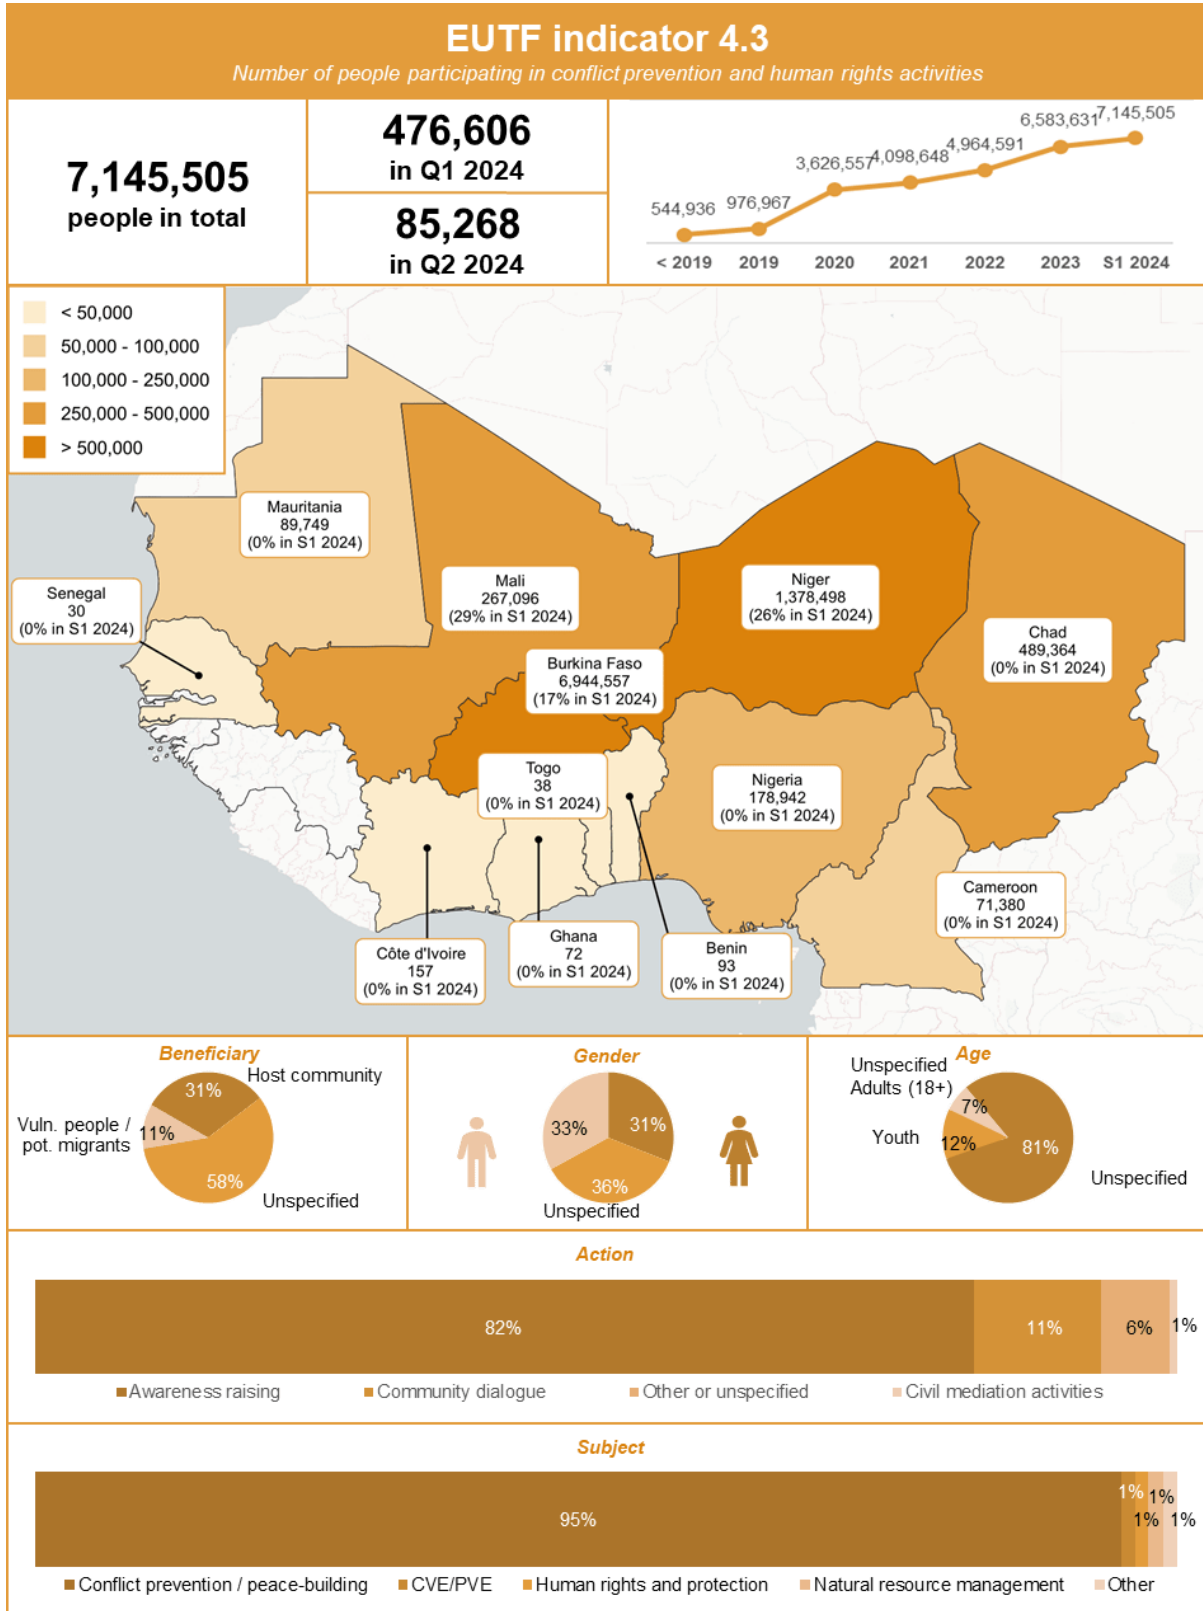 EUTF indicator 4.3
Number of people participating in conflict prevention and human rights activities
7,145,505
people in total
476,606
in Q1 2024
85,268
in Q2 2024
544,936
976,967
3,626,557
4,098,648
4,964,591
6,583,631
7,145,505
< 2019
2019
2020
2021
2022
2023
S1 2024
< 50,000
50,000 - 100,000
100,000 - 250,000
250,000 - 500,000
> 500,000
Mauritania
89,749
(0% in S1 2024)
Senegal
30
(0% in S1 2024)
Mali
267,096
(29% in S1 2024)
Niger
1,378,498
(26% in S1 2024)
Chad
489,364
(0% in S1 2024)
Burkina Faso
6,944,557
(17% in S1 2024)
Togo
38
(0% in S1 2024)
Nigeria
178,942
(0% in S1 2024)
Cameroon
71,380
(0% in S1 2024)
Côte d'Ivoire
157
(0% in S1 2024)
Ghana
72
(0% in S1 2024)
Benin
93
(0% in S1 2024)
Beneficiary
Host community
31%
Vuln. people /
pot. migrants
11%
58%
Unspecified
Gender
33%
31%
36%
Unspecified
Age
Unspecified
Adults (18+)
7%
Youth
12%
81%
Unspecified
Action
82%
11%
6%
1%
Awareness raising
Community dialogue
Other or unspecified
Civil mediation activities
Subject
95%
1%
1%
1%
1%
Conflict prevention / peace-building
CVE/PVE
Human rights and protection
Natural resource management
Other